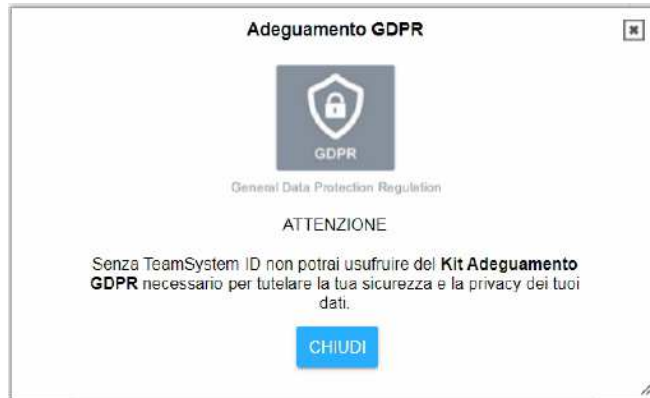 Adeguamento GDPR
GDPR
General Data Protection Regulation
ATTENZIONE
Senza TeamSystem ID non potrai usufruire del Kit Adeguamento
GDPR necessario per tutelare la tua sicurezza e la privacy dei tuoi
dati.
CHIUDI